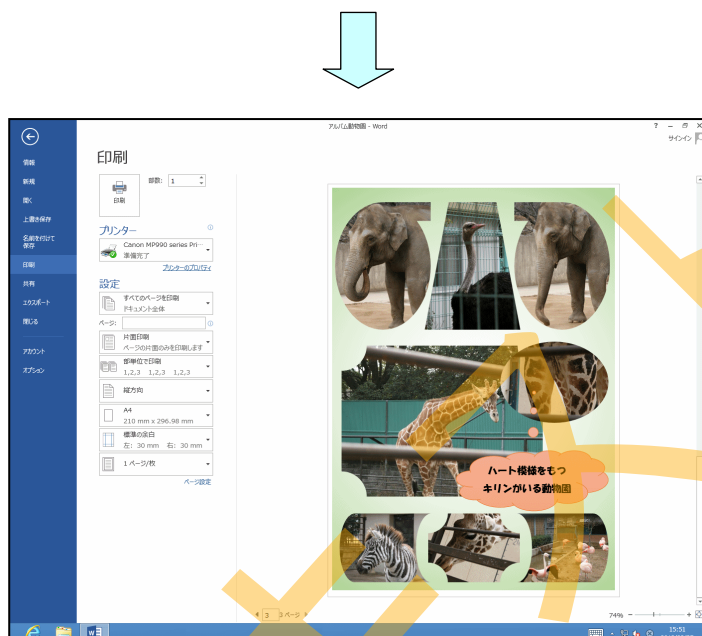 アルバム動物園 - Word
サインイン
情報
新規
開く
上書き保存
名前を付けて
保存
印刷
共有
エクスポート
閉じる
アカウント
オプション
印刷
部数: 1
印刷
プリンター
Canon MP990 series Pri...
準備完了
プリンターのプロパティ
設定
すべてのページを印刷
ドキュメント全体
ページ:
片面印刷
ページの片面のみを印刷します
部単位で印刷
1,2,3 1,2,3 1,2,3
縦方向
A4
210 mm x 296.98 mm
標準の余白
左: 30 mm 右: 30 mm
1 ページ/枚
ページ設定
ハート模様をもつ
キリンがいる動物園
3 /3 ページ
74%
15:51